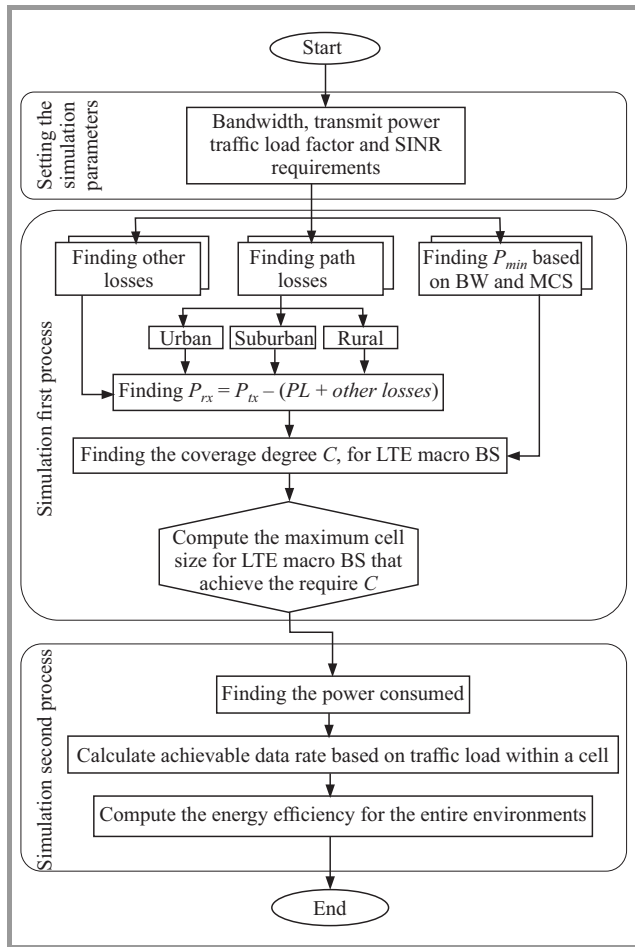 Start
Setting the
simulation
parameters
Bandwidth, transmit power
traffic load factor and SINR
requirements
Simulation first process
Finding other
losses
Finding path
losses
Finding P_min based
on BW and MCS
Urban
Suburban
Rural
Finding P_rx = P_tx – (PL + other losses)
Finding the coverage degree C, for LTE macro BS
Compute the maximum cell
size for LTE macro BS that
achieve the require C
Simulation second process
Finding the power consumed
Calculate achievable data rate based on traffic load within a cell
Compute the energy efficiency for the entire environments
End